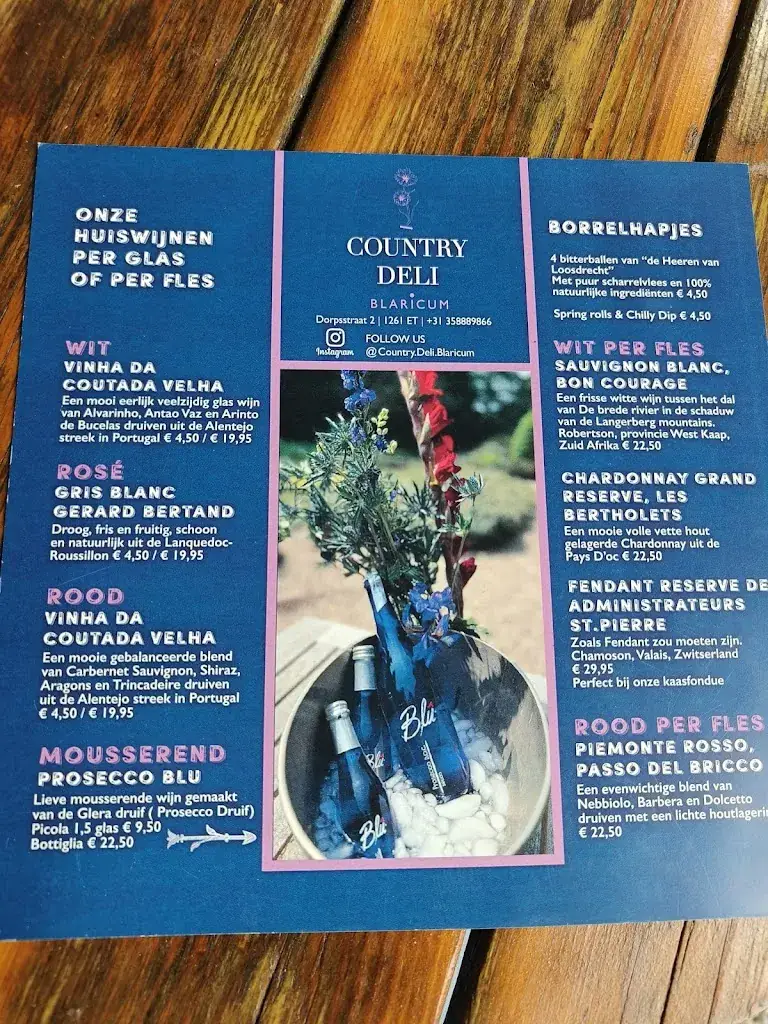 ONZE
HUISWIJNEN
PER GLAS
OF PER FLES
WIT
VINHA DA
COUTADA VELHA
Een mooi eerlijk veelzijdig glas wijn
van Alvarinho, Antao Vaz en Arinto
de Bucelas druiven uit de Alentejo
streek in Portugal € 4,50 / € 19,95
ROSÉ
GRIS BLANC
GERARD BERTAND
Droog, fris en fruitig, schoon
en natuurlijk uit de Lanquedoc-
Roussillon € 4,50 / € 19,95
ROOD
VINHA DA
COUTADA VELHA
Een mooie gebalanceerde blend
van Carbernet Sauvignon, Shiraz,
Aragons en Trincadeire druiven
uit de Alentejo streek in Portugal
€ 4,50 / € 19,95
MOUSSEREND
PROSECCO BLU
Lieve mousserende wijn gemaakt
van de Glera druif ( Prosecco Druif)
Picola 1,5 glas € 9,50
Bottiglia € 22,50
COUNTRY
DELI
BLARICUM
Dorpsstraat 2 | 1261 ET | +31 358889866
Instagram
FOLLOW US
@Country.Deli.Blaricum
Blu
Blu
Blu
BORRELHAPJES
4 bitterballen van “de Heeren van
Loosdrecht”
Met puur scharrelvlees en 100%
natuurlijke ingrediënten € 4,50
Spring rolls & Chilly Dip € 4,50
WIT PER FLES
SAUVIGNON BLANC,
BON COURAGE
Een frisse witte wijn tussen het dal
van De brede rivier in de schaduw
van de Langerberg mountains.
Robertson, provincie West Kaap,
Zuid Afrika € 22,50
CHARDONNAY GRAND
RESERVE, LES
BERTHOLETS
Een mooie volle vette hout
gelagerde Chardonnay uit de
Pays D'oc € 22,50
FENDANT RESERVE DE
ADMINISTRATEURS
ST.PIERRE
Zoals Fendant zou moeten zijn.
Chamoson, Valais, Zwitserland
€ 29,95
Perfect bij onze kaasfondue
ROOD PER FLES
PIEMONTE ROSSO,
PASSO DEL BRICCO
Een evenwichtige blend van
Nebbiolo, Barbera en Dolcetto
druiven met een lichte houtlagerin
€ 22,50